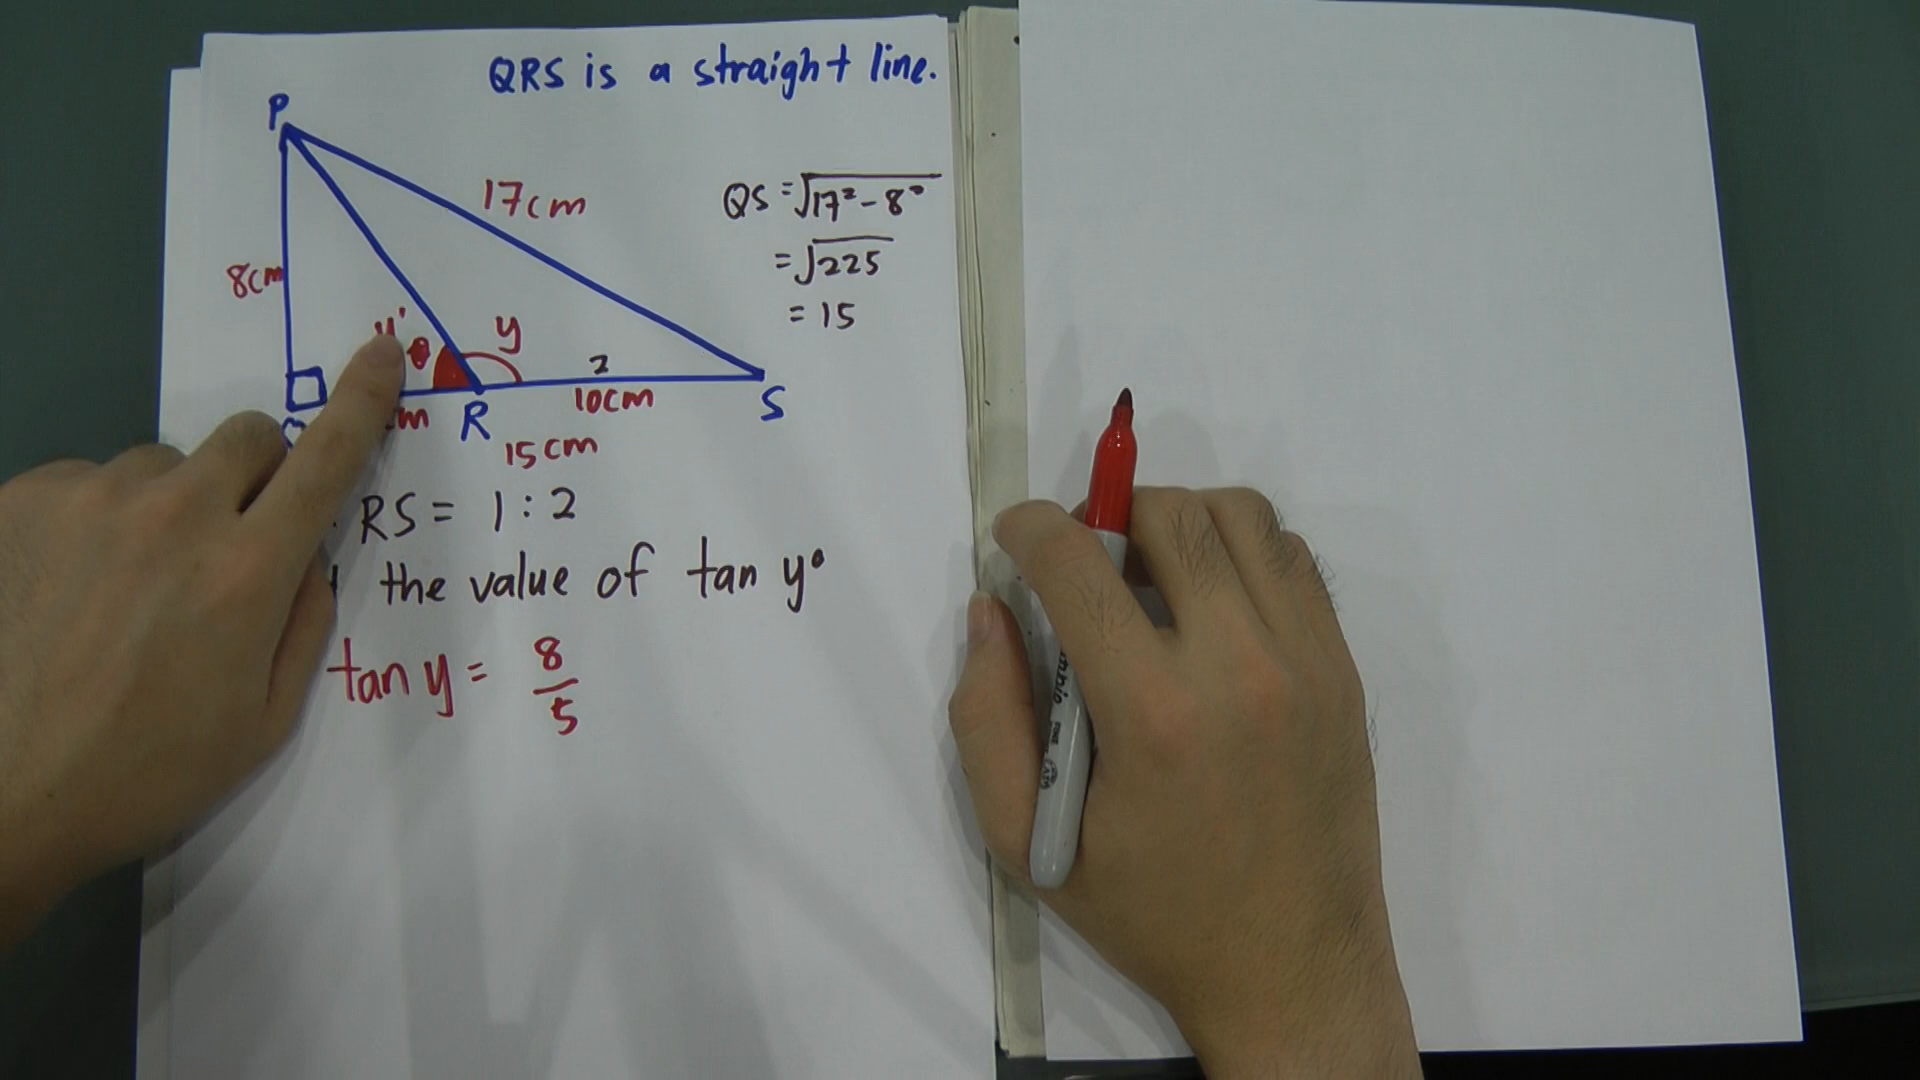 QRS is a straight line.
P
17cm
QS = √17² - 8²
= √225
= 15
8cm
y'
y
2
10cm
R
S
15cm
RS = 1 : 2
the value of tan y°
tan y = 8/5